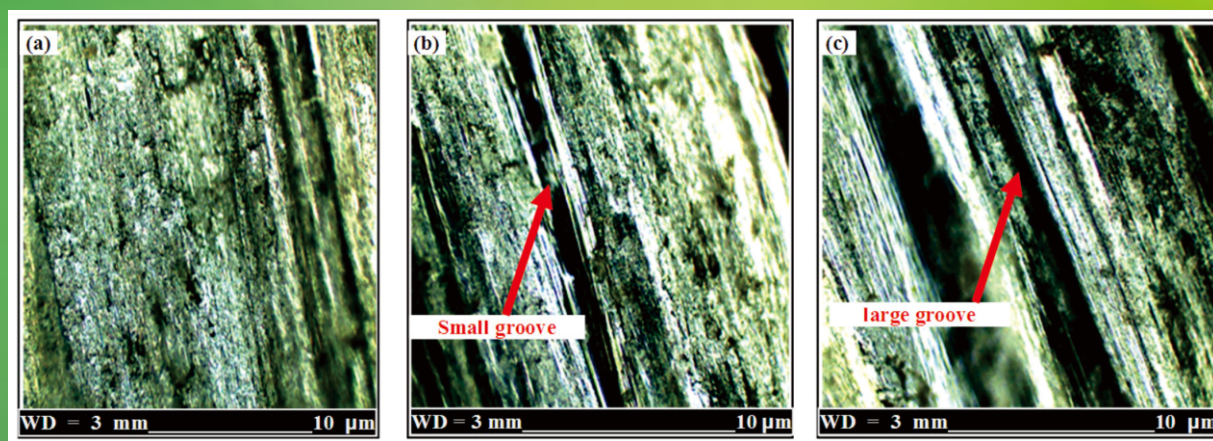 (a)
WD = 3 mm 10 µm
(b)
Small groove
WD = 3 mm 10 µm
(c)
large groove
WD = 3 mm 10 µm